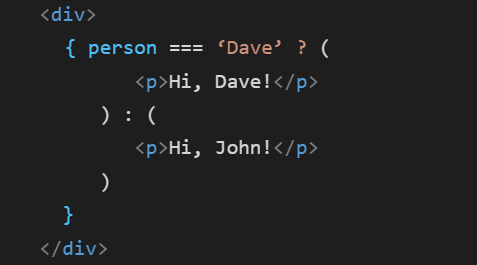 <div>
{ person === ‘Dave’ ? (
<p>Hi, Dave!</p>
) : (
<p>Hi, John!</p>
)
}
</div>